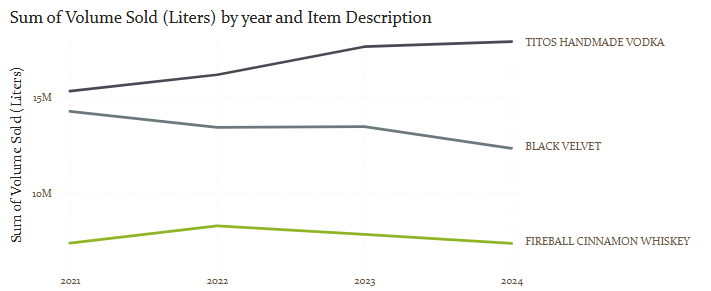 Sum of Volume Sold (Liters) by year and Item Description
Sum of Volume Sold (Liters)
15M
10M
TITOS HANDMADE VODKA
BLACK VELVET
FIREBALL CINNAMON WHISKEY
2021
2022
2023
2024